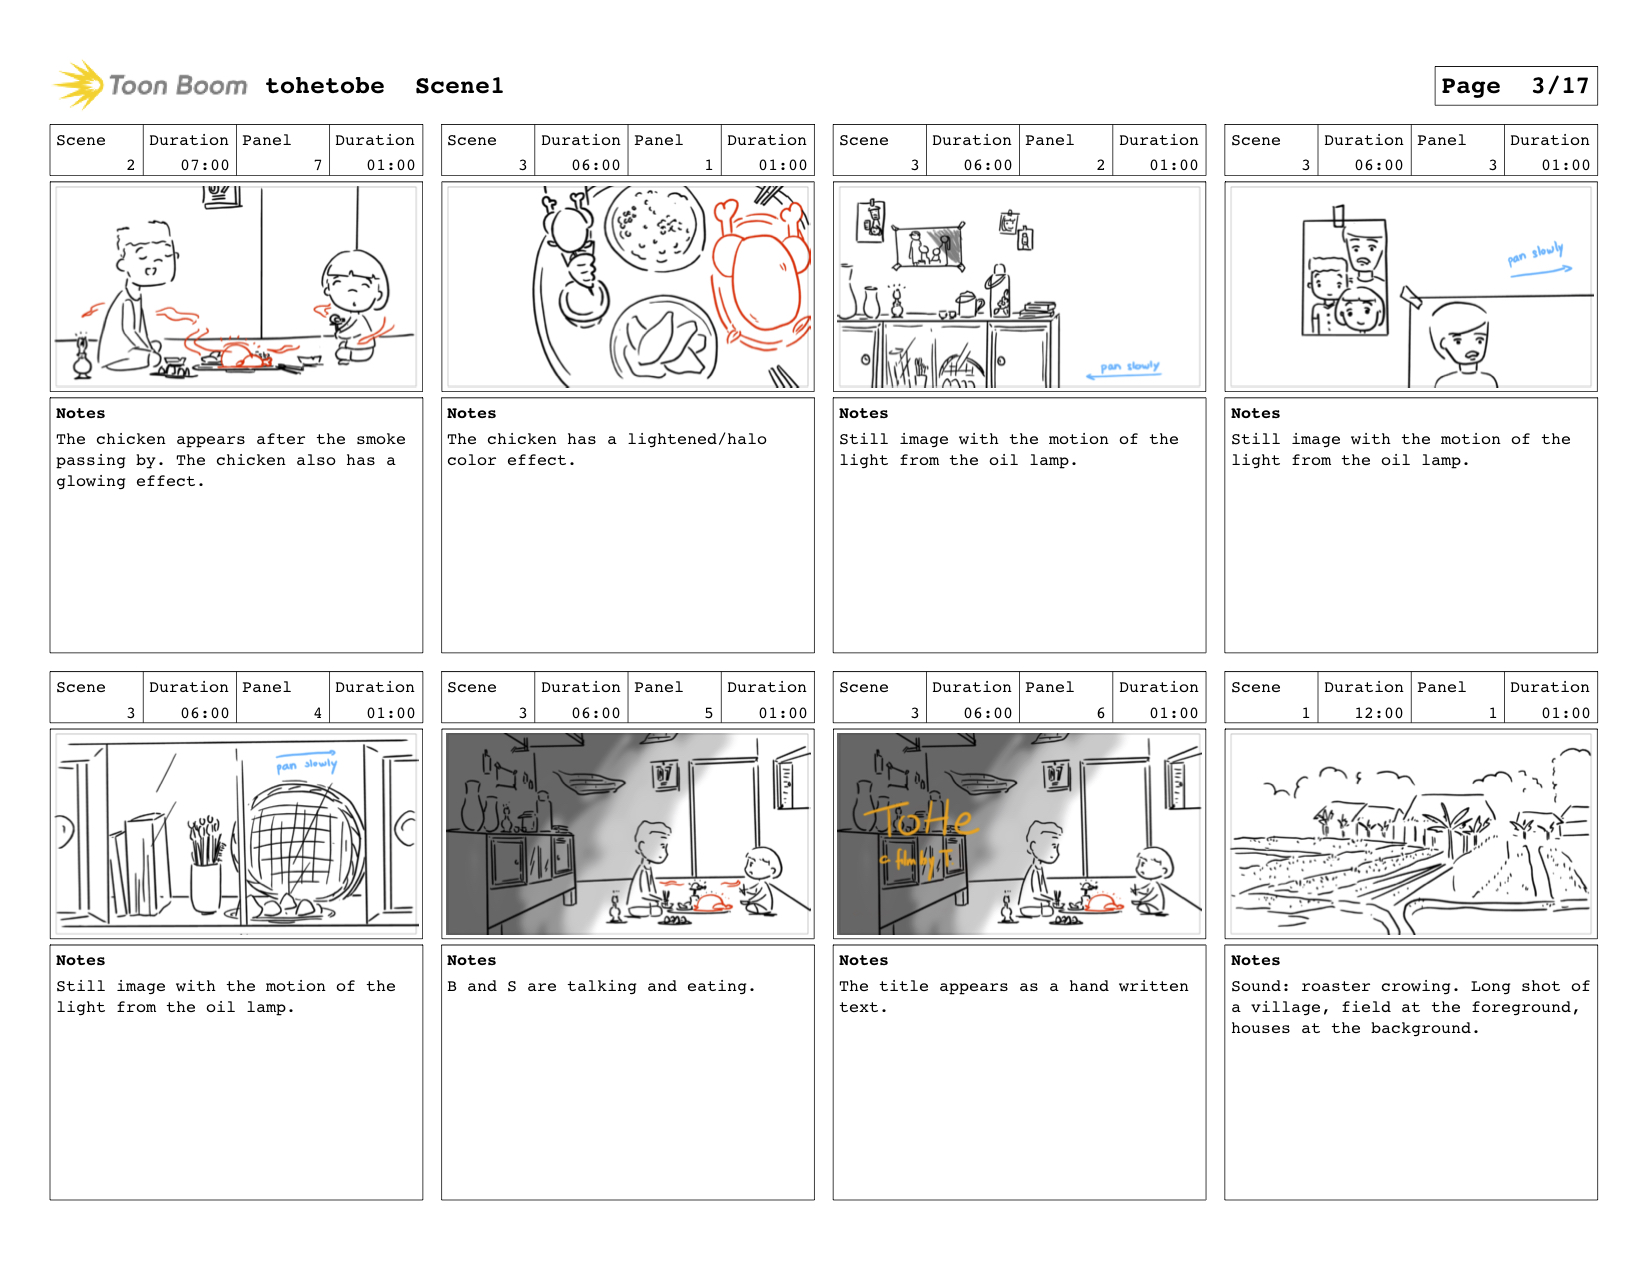 Toon Boom tohetobe Scene1
Page 3/17
Scene Duration Panel Duration
2 07:00 7 01:00
Scene Duration Panel Duration
3 06:00 1 01:00
Scene Duration Panel Duration
3 06:00 2 01:00
Scene Duration Panel Duration
3 06:00 3 01:00
07
pan slowly
pan slowly
Notes
The chicken appears after the smoke
passing by. The chicken also has a
glowing effect.
Notes
The chicken has a lightened/halo
color effect.
Notes
Still image with the motion of the
light from the oil lamp.
Notes
Still image with the motion of the
light from the oil lamp.
Scene Duration Panel Duration
3 06:00 4 01:00
Scene Duration Panel Duration
3 06:00 5 01:00
Scene Duration Panel Duration
3 06:00 6 01:00
Scene Duration Panel Duration
1 12:00 1 01:00
pan slowly
07
07
ToHe
a film by T
Notes
Still image with the motion of the
light from the oil lamp.
Notes
B and S are talking and eating.
Notes
The title appears as a hand written
text.
Notes
Sound: roaster crowing. Long shot of
a village, field at the foreground,
houses at the background.